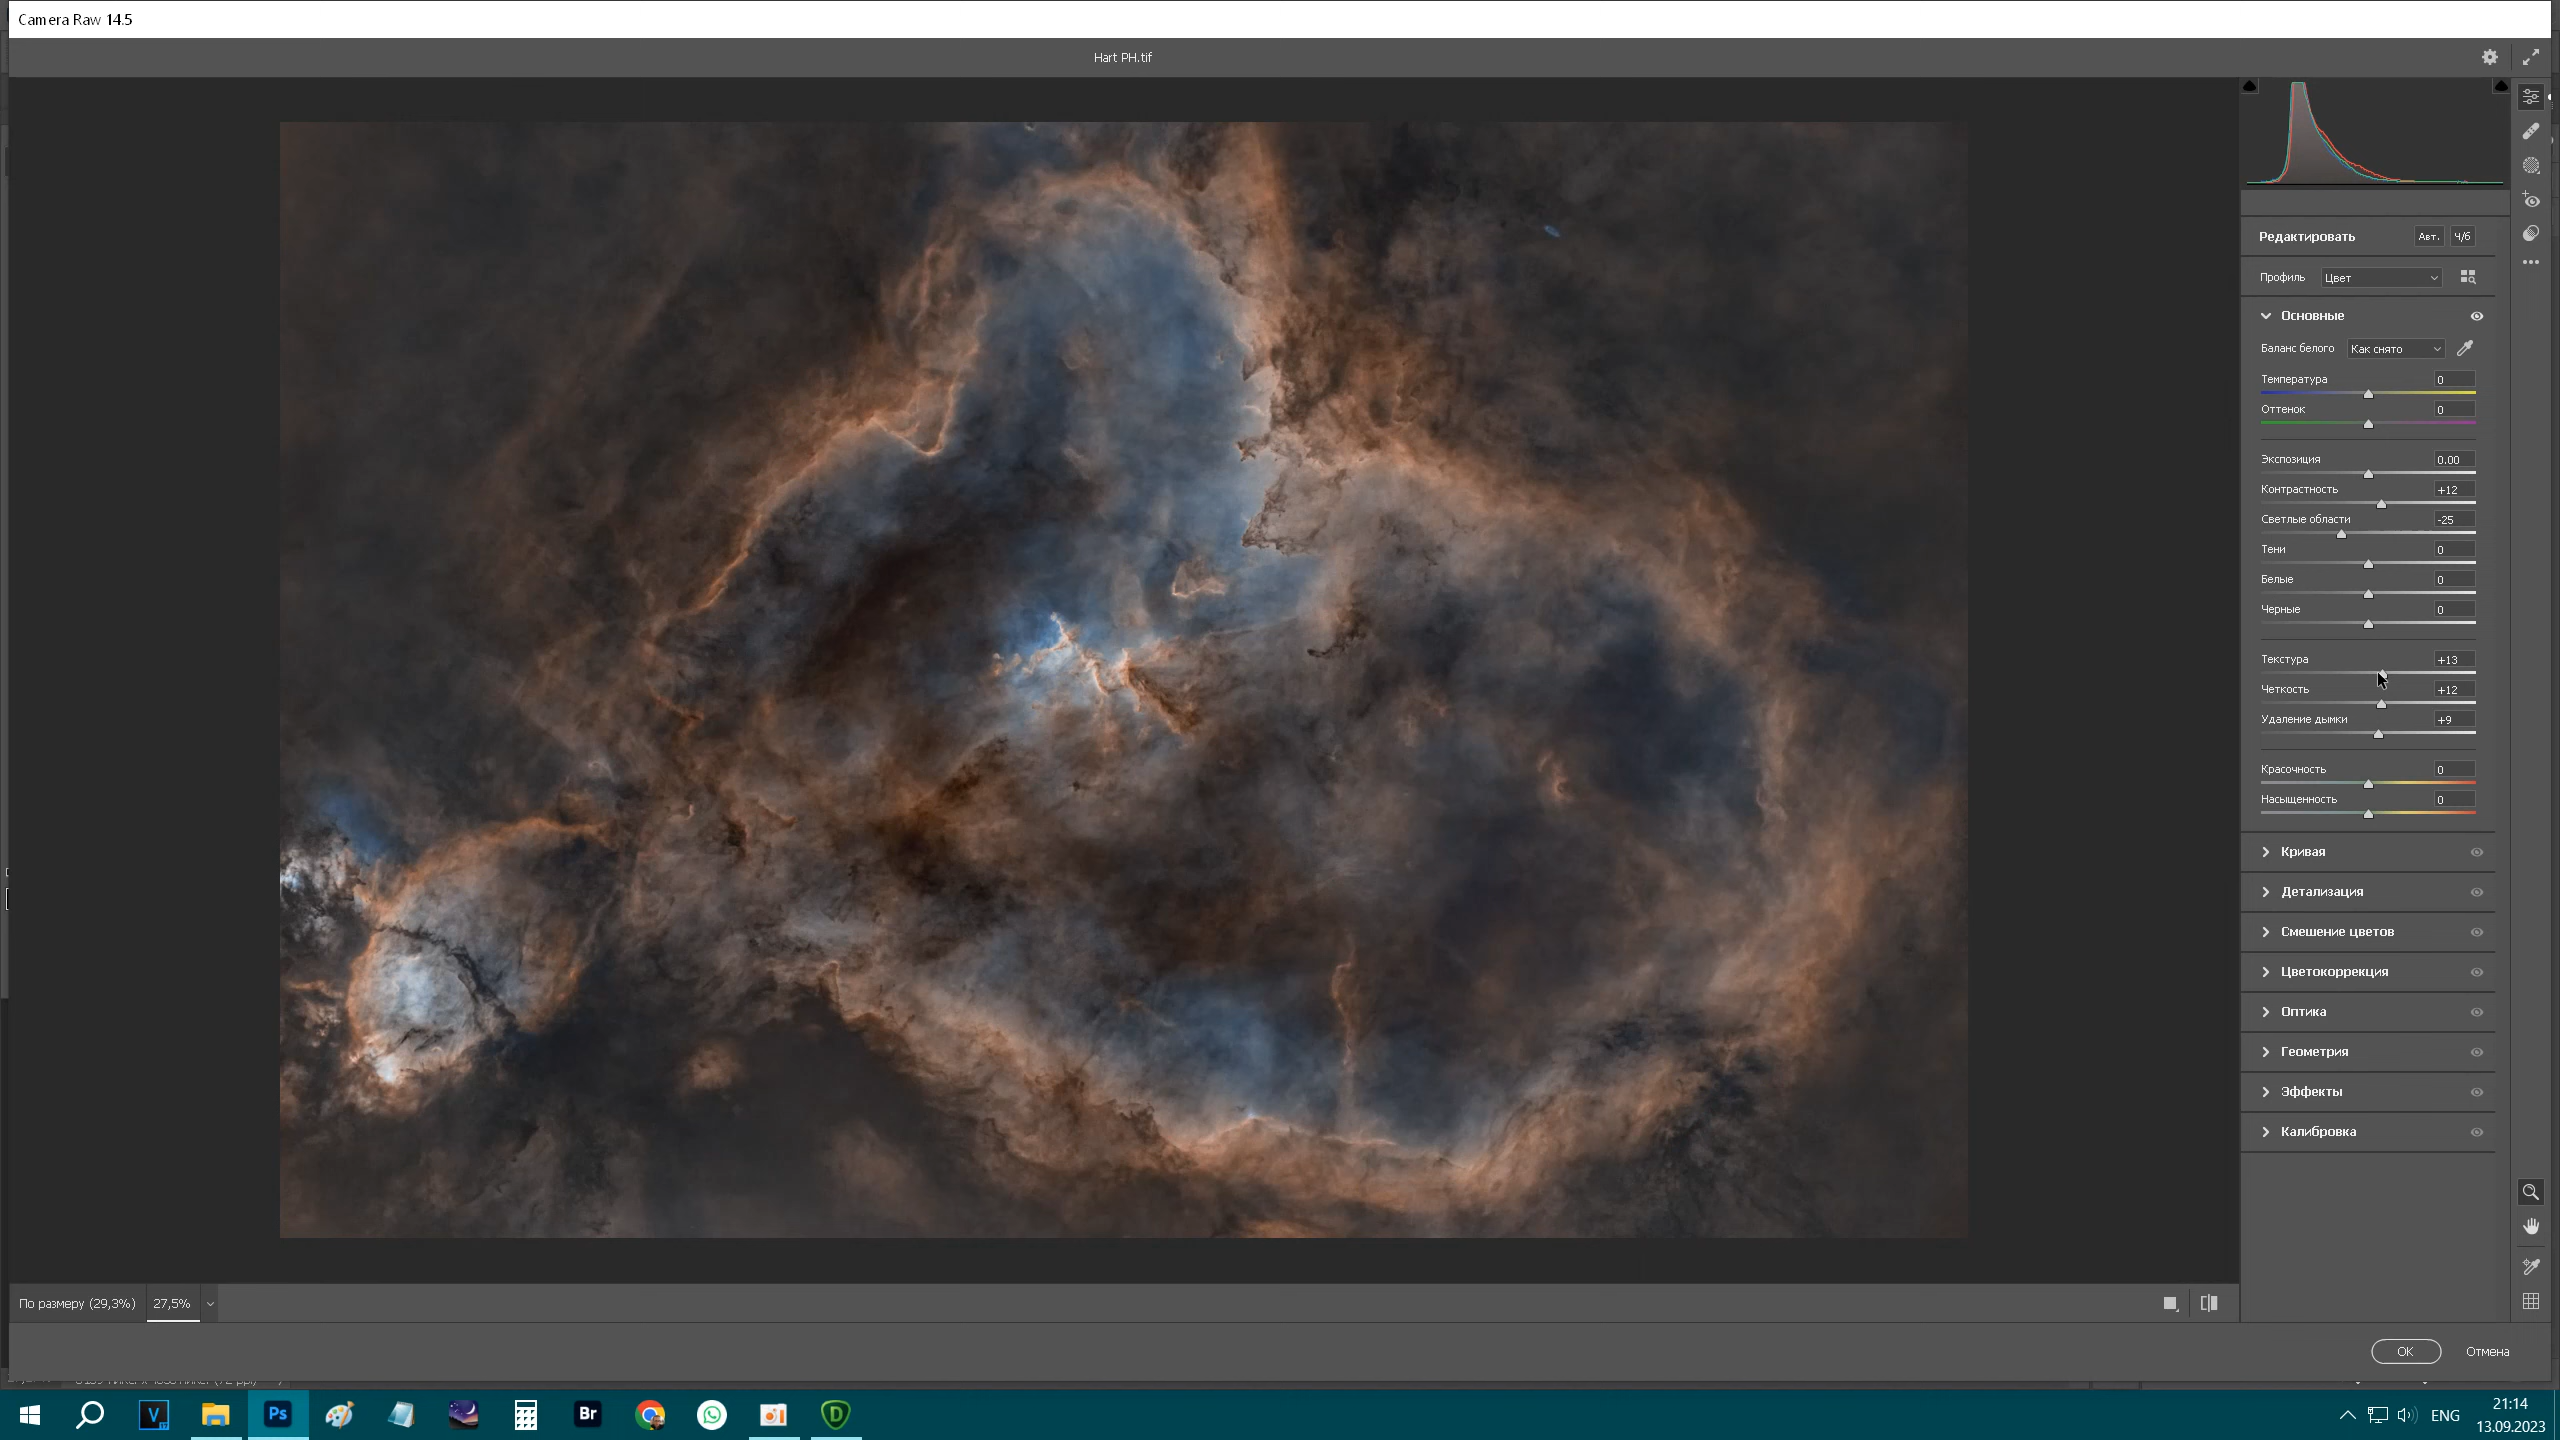 Camera Raw 14.5
Hart PH.tif
Редактировать
Авт.
Ч/б
Профиль
Цвет
Основные
Баланс белого
Как снято
Температура
0
Оттенок
0
Экспозиция
0.00
Контрастность
+12
Светлые области
-25
Тени
0
Белые
0
Черные
0
Текстура
+13
Четкость
+12
Удаление дымки
+9
Красочность
0
Насыщенность
0
Кривая
Детализация
Смешение цветов
Цветокоррекция
Оптика
Геометрия
Эффекты
Калибровка
По размеру (29,3%)
27,5%
OK
Отмена
V
17
Ps
Br
D
ENG
21:14
13.09.2023